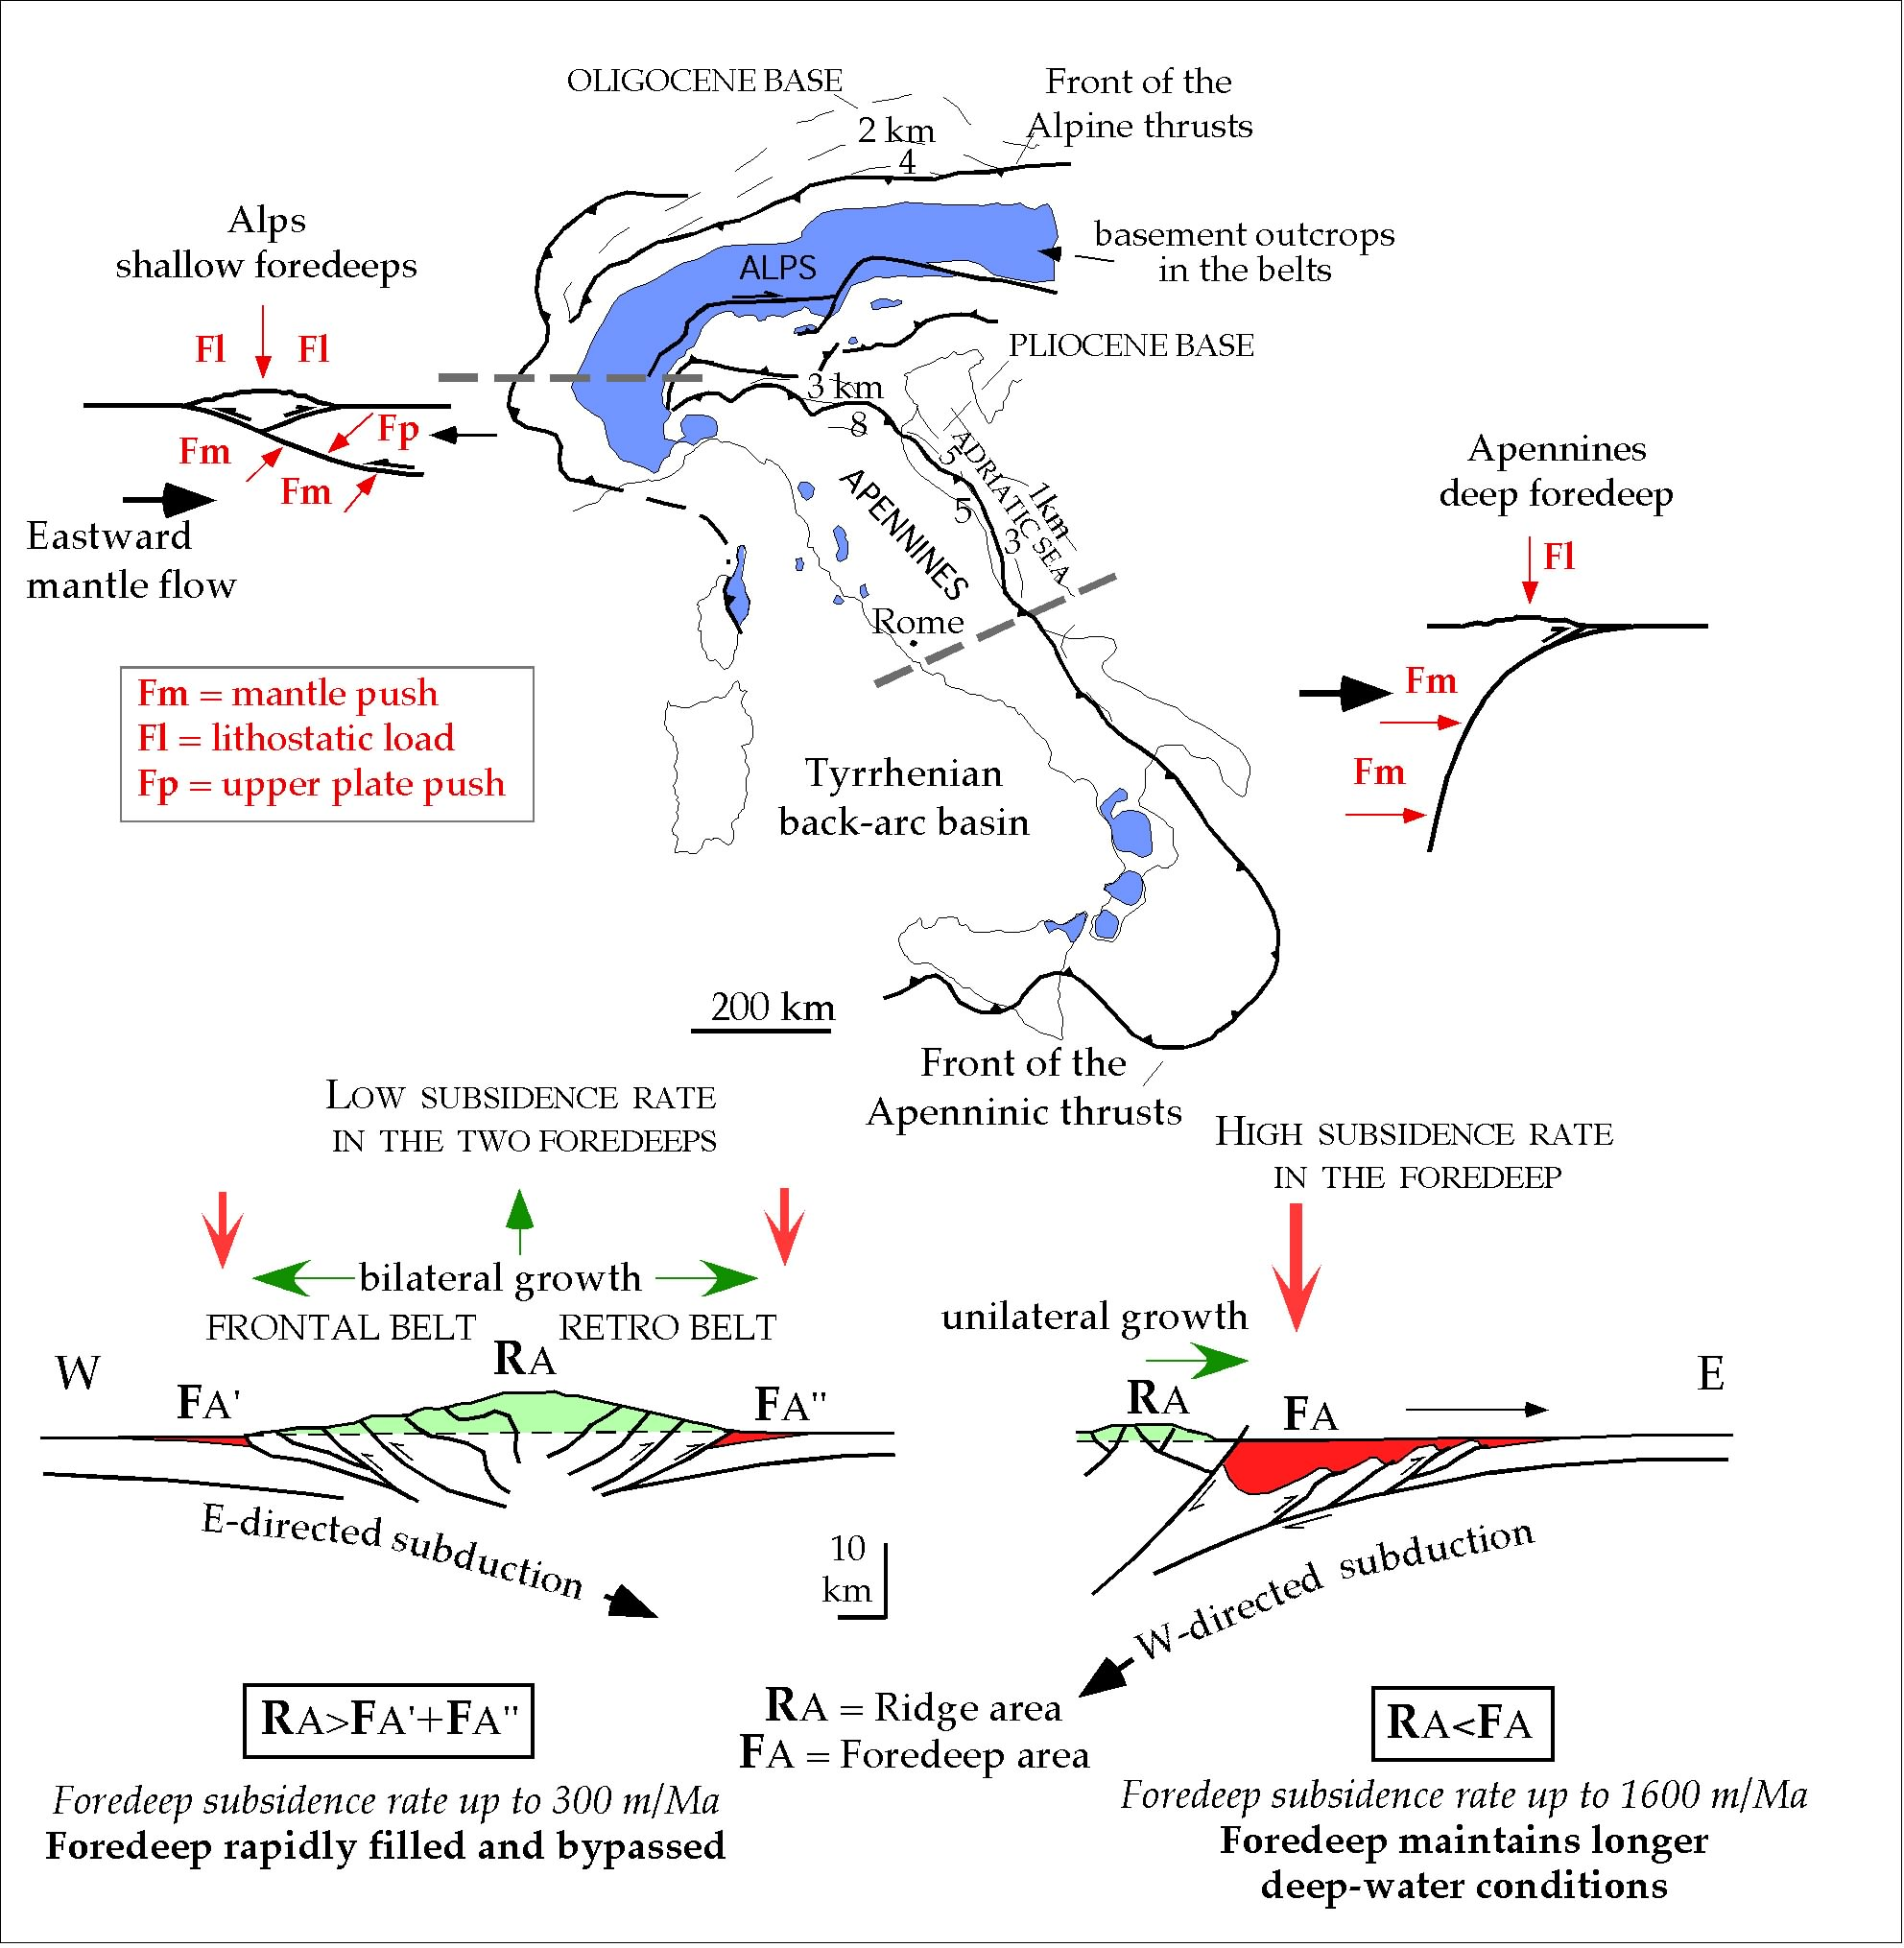 OLIGOCENE BASE
Front of the
Alpine thrusts
2 km
4
Alps
shallow foredeeps
basement outcrops
in the belts
ALPS
Fl
Fl
PLIOCENE BASE
3 km
8
Fp
Fm
Fm
Eastward
mantle flow
ADRIATIC SEA
5
5
1km
3
APENNINES
Rome
Apennines
deep foredeep
Fl
Fm
Fm
Fm = mantle push
Fl = lithostatic load
Fp = upper plate push
Tyrrhenian
back-arc basin
200 km
Front of the
Apenninic thrusts
LOW SUBSIDENCE RATE
IN THE TWO FOREDEEPS
HIGH SUBSIDENCE RATE
IN THE FOREDEEP
bilateral growth
FRONTAL BELT
RETRO BELT
unilateral growth
W
RA
FA'
FA"
RA
FA
E
E-directed subduction
10
km
W-directed subduction
RA>FA'+FA"
RA = Ridge area
FA = Foredeep area
RA<FA
Foredeep subsidence rate up to 300 m/Ma
Foredeep rapidly filled and bypassed
Foredeep subsidence rate up to 1600 m/Ma
Foredeep maintains longer
deep-water conditions